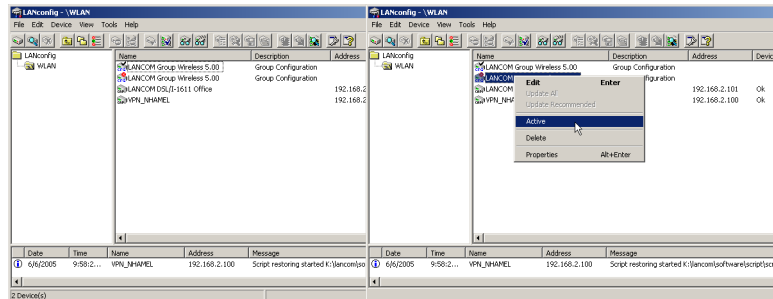 LANconfig - \WLAN
File Edit Device View Tools Help
LANconfig
WLAN
Name Description Address
LANCOM Group Wireless 5.00 Group Configuration
LANCOM Group Wireless 5.00 Group Configuration
LANCOM DSL/I-1611 Office 192.168.2
VPN_NHAMEL 192.168.2
Date Time Name Address Message
6/6/2005 9:58:2... VPN_NHAMEL 192.168.2.100 Script restoring started K:\lancom\so
2 Device(s)
LANconfig - \WLAN
File Edit Device View Tools Help
LANconfig
WLAN
Name Description Address Devic
LANCOM Group Wireless 5.00 Group Configuration
LANCOM figuration
LANCOM 192.168.2.101 Ok
VPN_NHA 192.168.2.100 Ok
Edit Enter
Update All
Update Recommended
Active
Delete
Properties Alt+Enter
Date Time Name Address Message
6/6/2005 9:58:2... VPN_NHAMEL 192.168.2.100 Script restoring started K:\lancom\software\script\scr